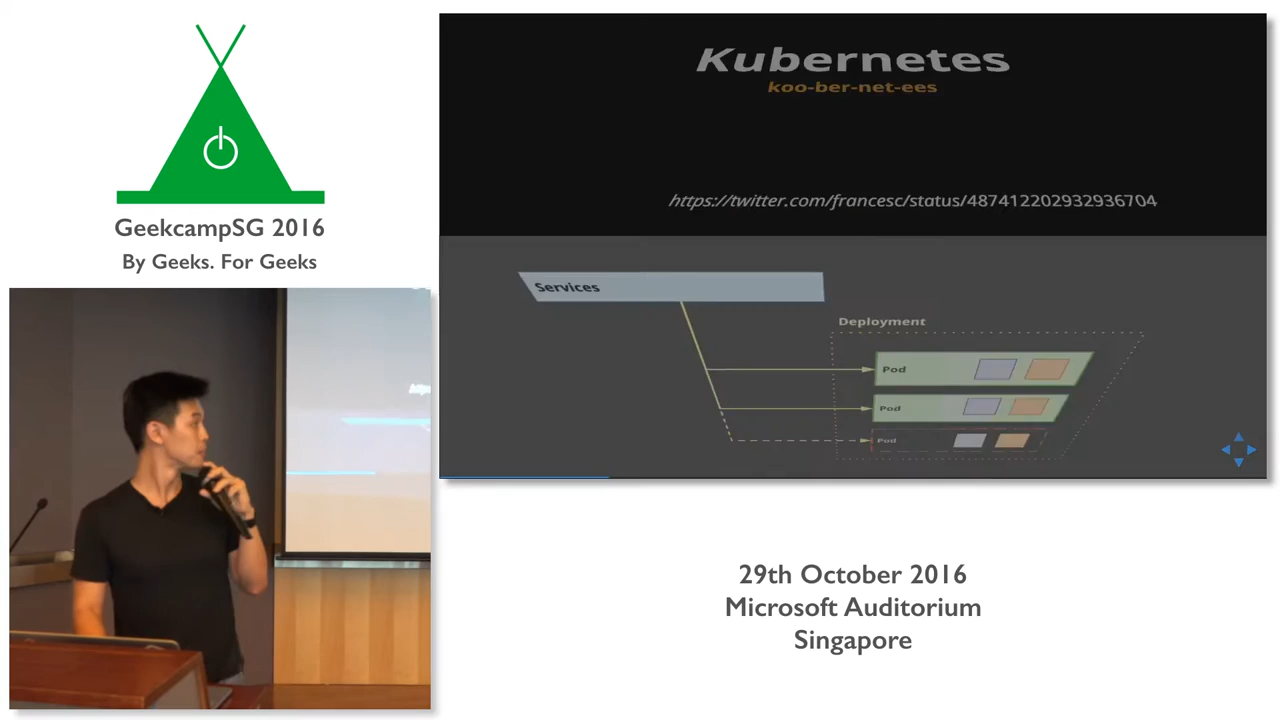 GeekcampSG 2016
By Geeks. For Geeks
Kubernetes
koo-ber-net-ees
https://twitter.com/francesc/status/487412202932936704
Services
Deployment
Pod
Pod
Pod
29th October 2016
Microsoft Auditorium
Singapore